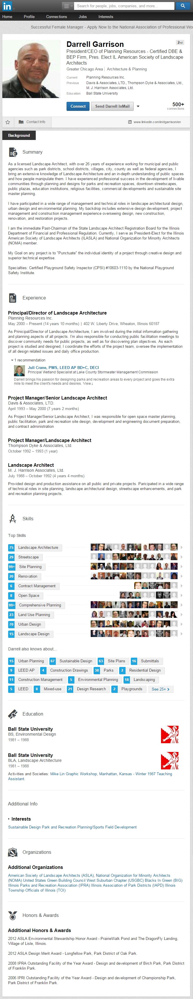 in
Search for people, jobs, companies, and more...
Home Profile Connections Jobs Interests
Successful Female Manager - Apply Now to the National Association of Professional Wo
Darrell Garrison
2nd
President/CEO of Planning Resources - Certified DBE &
BEP Firm, Pres. Elect IL American Society of Landscape
Architects
Greater Chicago Area | Architecture & Planning
Current Planning Resources Inc.
Previous Davis & Associates, LTD., Thompson Dyke & Associates, Ltd.,
M. J. Harrison Associates, Ltd.
Education Ball State University
Connect Send Darrell InMail
500+
connections
Contact Info
www.linkedin.com/in/dgarrison/en
Background
Summary
As a licensed Landscape Architect, with over 26 years of experience working for municipal and public
agencies such as park districts, school districts, villages, city, county as well as federal agencies, I
bring an extensive knowledge of Landscape Architecture and an in-depth understanding of public spaces
and how people manipulate them. I have experienced professional success in the development of livable
communities through planning and designs for parks and recreation spaces, downtown streetscapes,
public plazas, education institutions, religious facilities, commercial developments and sustainable site
master planning.
I have participated in a wide range of management and technical roles in landscape architectural design,
urban design and environmental planning. My backdrop includes extensive design development, project
management and construction management experience overseeing design, new construction,
renovation, and restoration projects.
I am the immediate Past-Chairman of the State Landscape Architect Registration Board for the Illinois
Department of Financial and Professional Regulation. Currently, I serve as President-Elect for the Illinois
American Society of Landscape Architects (ILASLA) and National Organization for Minority Architects
(NOMA) member.
My Goal on any project is to "Punctuate" the individual identity of a project through creative design and
superior technical expertise.
Specialties: Certified Playground Safety Inspector (CPSI) #10603-1110 by the National Playground
Safety Institute.
Experience
Principal/Director of Landscape Architecture
Planning Resources Inc.
May 2000 – Present (14 years 10 months) | 402 W. Liberty Drive, Wheaton, Illinois 60187
As Prinicipal/Director of Landscape Architecture, I am involved during the initial information gathering
and planning aspects of all projects. I'm also responsible for conducting public facilitation meetings to
discover community needs for public projects, as well as for discovering plan objectives. As each
project is studied and designed, I coordinate the efforts of the project team, oversee the implementation
of all design related issues and daily office production.
1 recommendation
Juli Crane, PWS, LEED AP BD+C, DECI
Principal Wetland Specialist at Lake County Stormwater Management Commission
Darrell brings his passion for designing parks and recreation areas to every project and goes the extra
mile to meet the client's needs and desires. View↓
Project Manager/Senior Landscape Architect
Davis & Associates, LTD.
April 1993 – May 2000 (7 years 2 months)
As Project Manager/Senior Landscape Architect, I was responsible for open space master planning,
public facilitation, park and recreation site design, development and engineering document preparation,
and contract administration
Project Manager/Landscape Architect
Thompson Dyke & Associates, Ltd.
October 1992 – 1993 (1 year)
Landscape Architect
M. J. Harrison Associates, Ltd.
July 1988 – October 1992 (4 years 4 months)
Provided design and production assistance on all public and private projects. Paricipated in a wide range
of technical roles in site planning, landscape architectural design, streetscape enhancements, and park
and recreation planning projects.
Skills
Top Skills
75 Landscape Architecture
29 Streetscape
99+ Site Planning
20 Renovation
6 Contract Management
8 Open Space
99+ Comprehensive Planning
23 Land Use Planning
70 Urban Design
15 Landscape Design
Darrell also knows about...
15 Urban Planning 67 Sustainable Design 63 Site Plans 16 Submittals
9 LEED AP 4 Construction Drawings 38 Parks 2 Residential Design
11 Construction Management 5 Environmental Planning 18 Landscaping
5 LEED 8 Mixed-use 21 Design Research 2 Playgrounds See 25+ >
Education
Ball State University
BS, Environmental Design
1981 – 1988
Ball State University
BLA, Landscape Architecture
1981 – 1988
Activities and Societies: Mike Lin Graphic Workshop, Manhattan, Kansas - Winter 1987 Teaching
Assistant.
Additional Info
• Interests
Sustainable Design Park and Recreation Planning/Sports Field Development
Organizations
Additional Organizations
American Society of Landscape Architects (ASLA), National Organization for Minority Architects
(NOMA) United States Green Building Council West Suburban Chapter (USGBC) Blacks In Green (BIG)
Illinois Parks and Recreation Association (IPRA) Illinois Association of Park Districts (IAPD) Illinois
Township Officials of Illinois (TOI)
Honors & Awards
Additional Honors & Awards
2012 ASLA Environmental Stewardship Honor Award - PrairieWalk Pond and The DragonFly Landing,
Village of Lisle, Illinois.
2012 ASLA Design Merit Award - Longfellow Park, Park District of Oak Park.
2008 IPRA Outstanding Facility of the Year Award - Design and development of Birch Park, Park District
of Franklin Park.
2006 IPRI Outstanding Facility of the Year Award - Design and development of Championship Park,
Park District of Franklin Park.